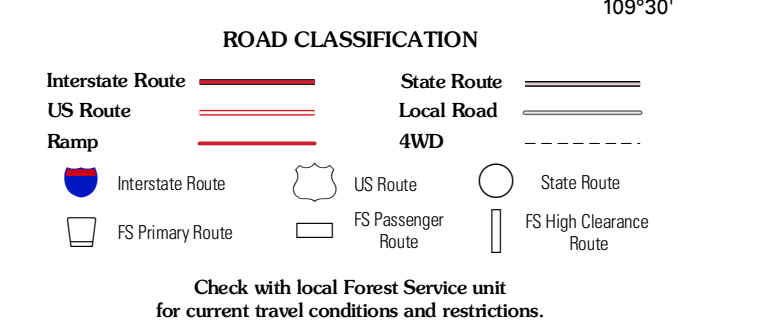 109°30'
ROAD CLASSIFICATION
Interstate Route
State Route
US Route
Local Road
Ramp
4WD
Interstate Route
US Route
State Route
FS Primary Route
FS Passenger
Route
FS High Clearance
Route
Check with local Forest Service unit
for current travel conditions and restrictions.